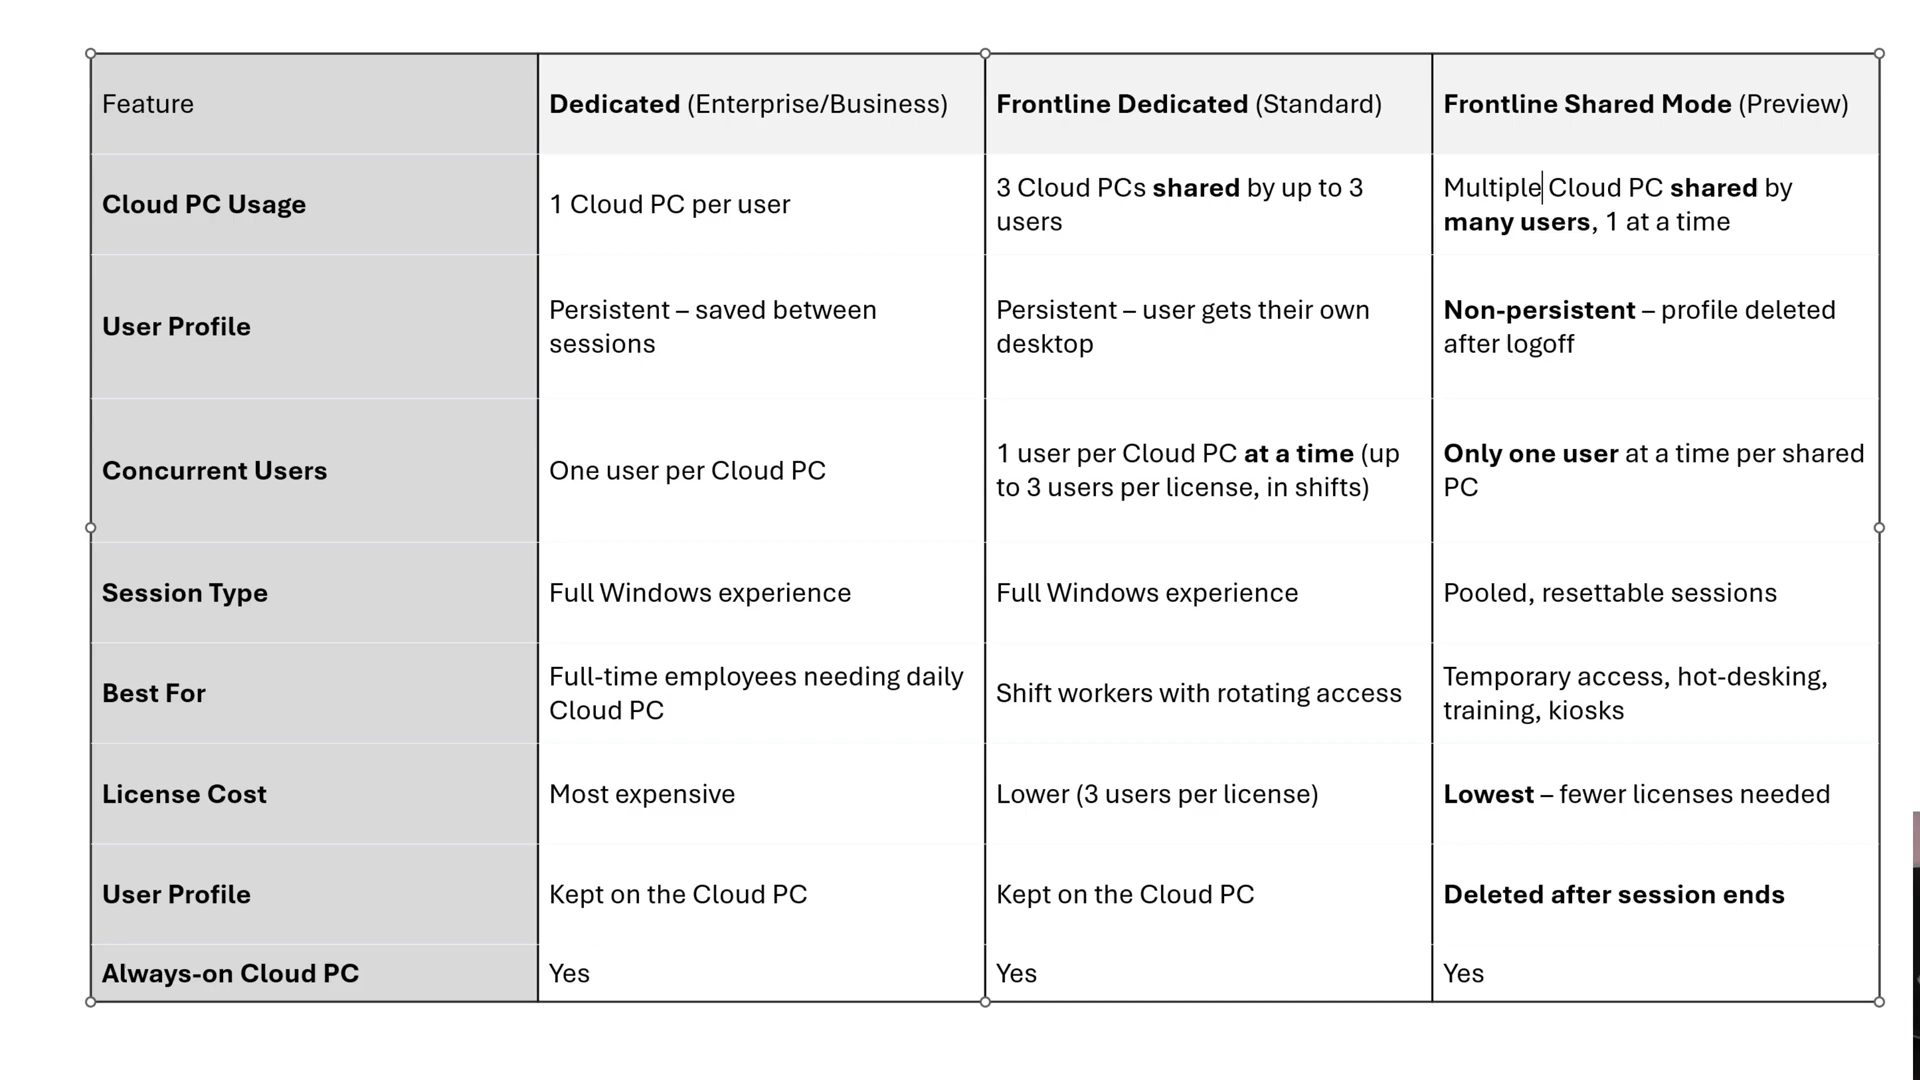 Feature
Dedicated (Enterprise/Business)
Frontline Dedicated (Standard)
Frontline Shared Mode (Preview)
Cloud PC Usage
1 Cloud PC per user
3 Cloud PCs shared by up to 3
users
Multiple Cloud PC shared by
many users, 1 at a time
User Profile
Persistent – saved between
sessions
Persistent – user gets their own
desktop
Non-persistent – profile deleted
after logoff
Concurrent Users
One user per Cloud PC
1 user per Cloud PC at a time (up
to 3 users per license, in shifts)
Only one user at a time per shared
PC
Session Type
Full Windows experience
Full Windows experience
Pooled, resettable sessions
Best For
Full-time employees needing daily
Cloud PC
Shift workers with rotating access
Temporary access, hot-desking,
training, kiosks
License Cost
Most expensive
Lower (3 users per license)
Lowest – fewer licenses needed
User Profile
Kept on the Cloud PC
Kept on the Cloud PC
Deleted after session ends
Always-on Cloud PC
Yes
Yes
Yes